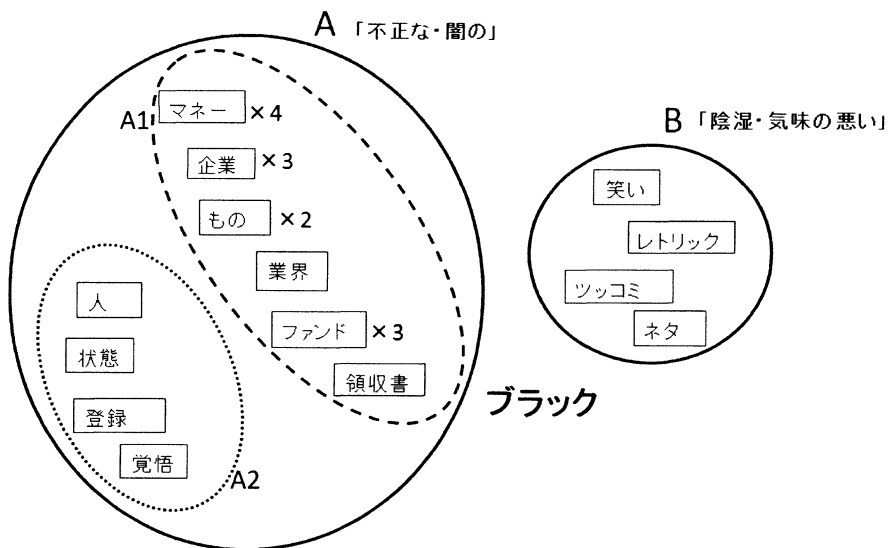 A 「不正な・闇の」
A1
マネー ×4
企業 ×3
もの ×2
業界
ファンド ×3
領収書
人
状態
登録
覚悟
A2
ブラック
B 「陰湿・気味の悪い」
笑い
レトリック
ツッコミ
ネタ